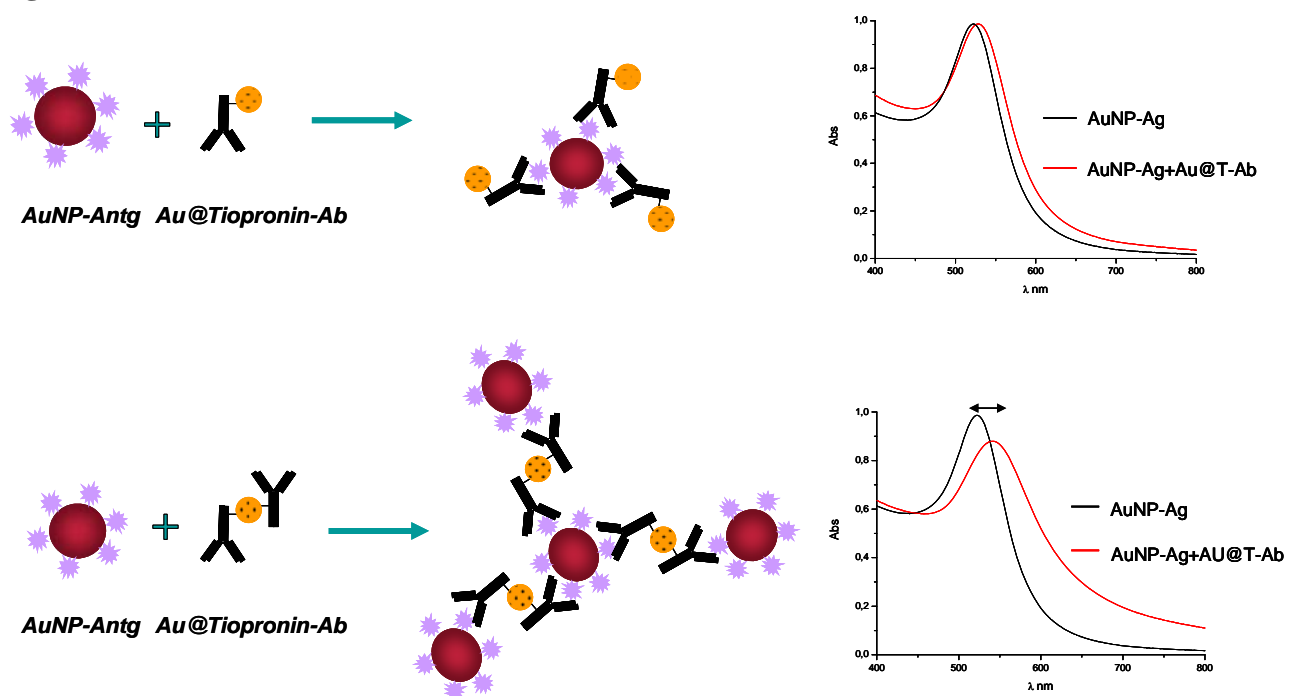 +
AuNP-Antg Au@Tiopronin-Ab
1,0
0,8
0,6
0,4
0,2
0,0
Abs
400 500 600 700 800
λ nm
AuNP-Ag
AuNP-Ag+Au@T-Ab
+
AuNP-Antg Au@Tiopronin-Ab
1,0
0,8
0,6
0,4
0,2
0,0
Abs
400 500 600 700 800
λ nm
AuNP-Ag
AuNP-Ag+AU@T-Ab